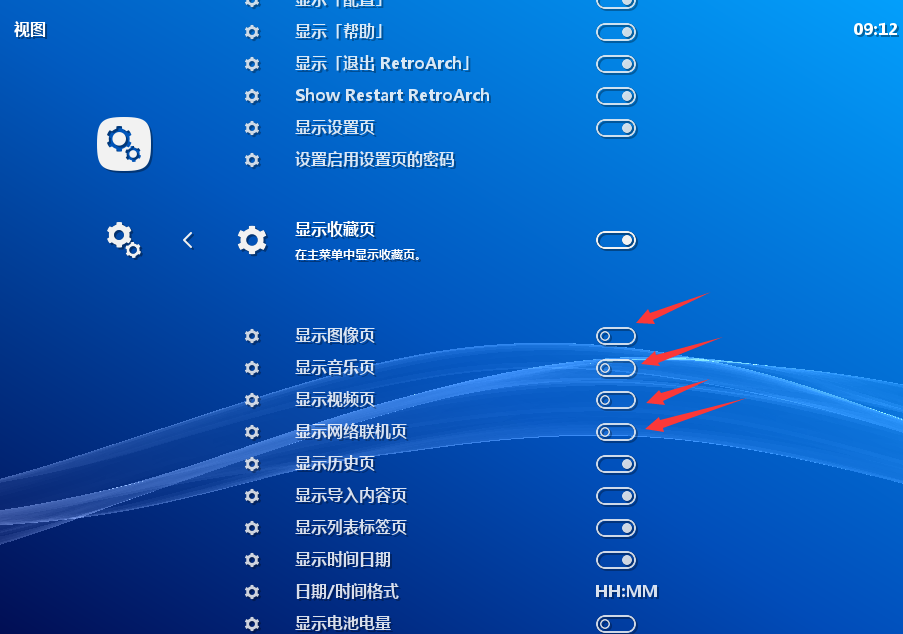 视图
09:12
显示「配置」
显示「帮助」
显示「退出 RetroArch」
Show Restart RetroArch
显示设置页
设置启用设置页的密码
显示收藏页
在主菜单中显示收藏页。
显示图像页
显示音乐页
显示视频页
显示网络联机页
显示历史页
显示导入内容页
显示列表标签页
显示时间日期
日期/时间格式 HH:MM
显示电池电量